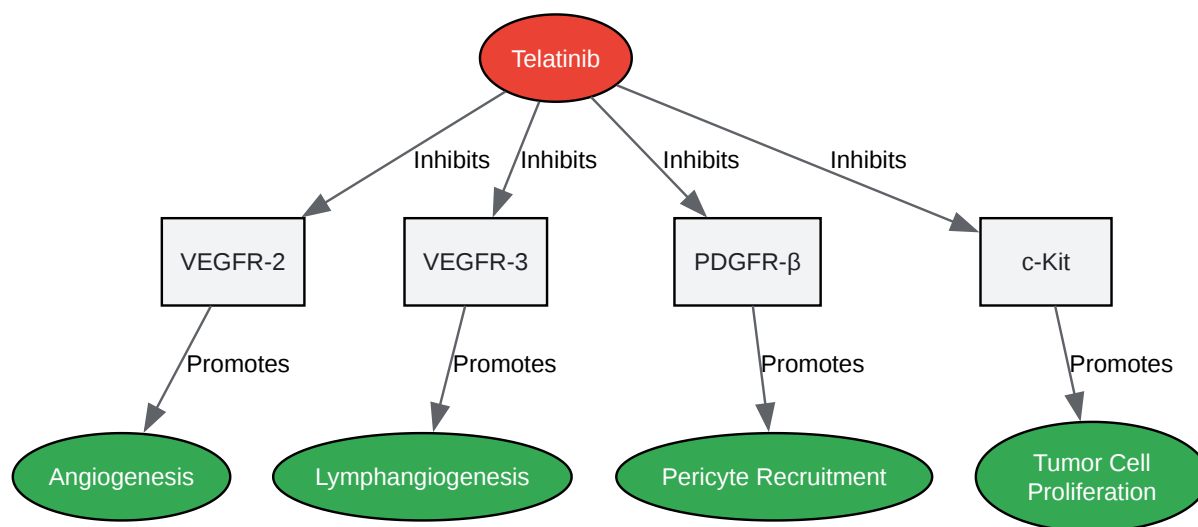 Telatinib
Inhibits
Inhibits
Inhibits
Inhibits
VEGFR-2
VEGFR-3
PDGFR-β
c-Kit
Promotes
Promotes
Promotes
Promotes
Angiogenesis
Lymphangiogenesis
Pericyte Recruitment
Tumor Cell
Proliferation